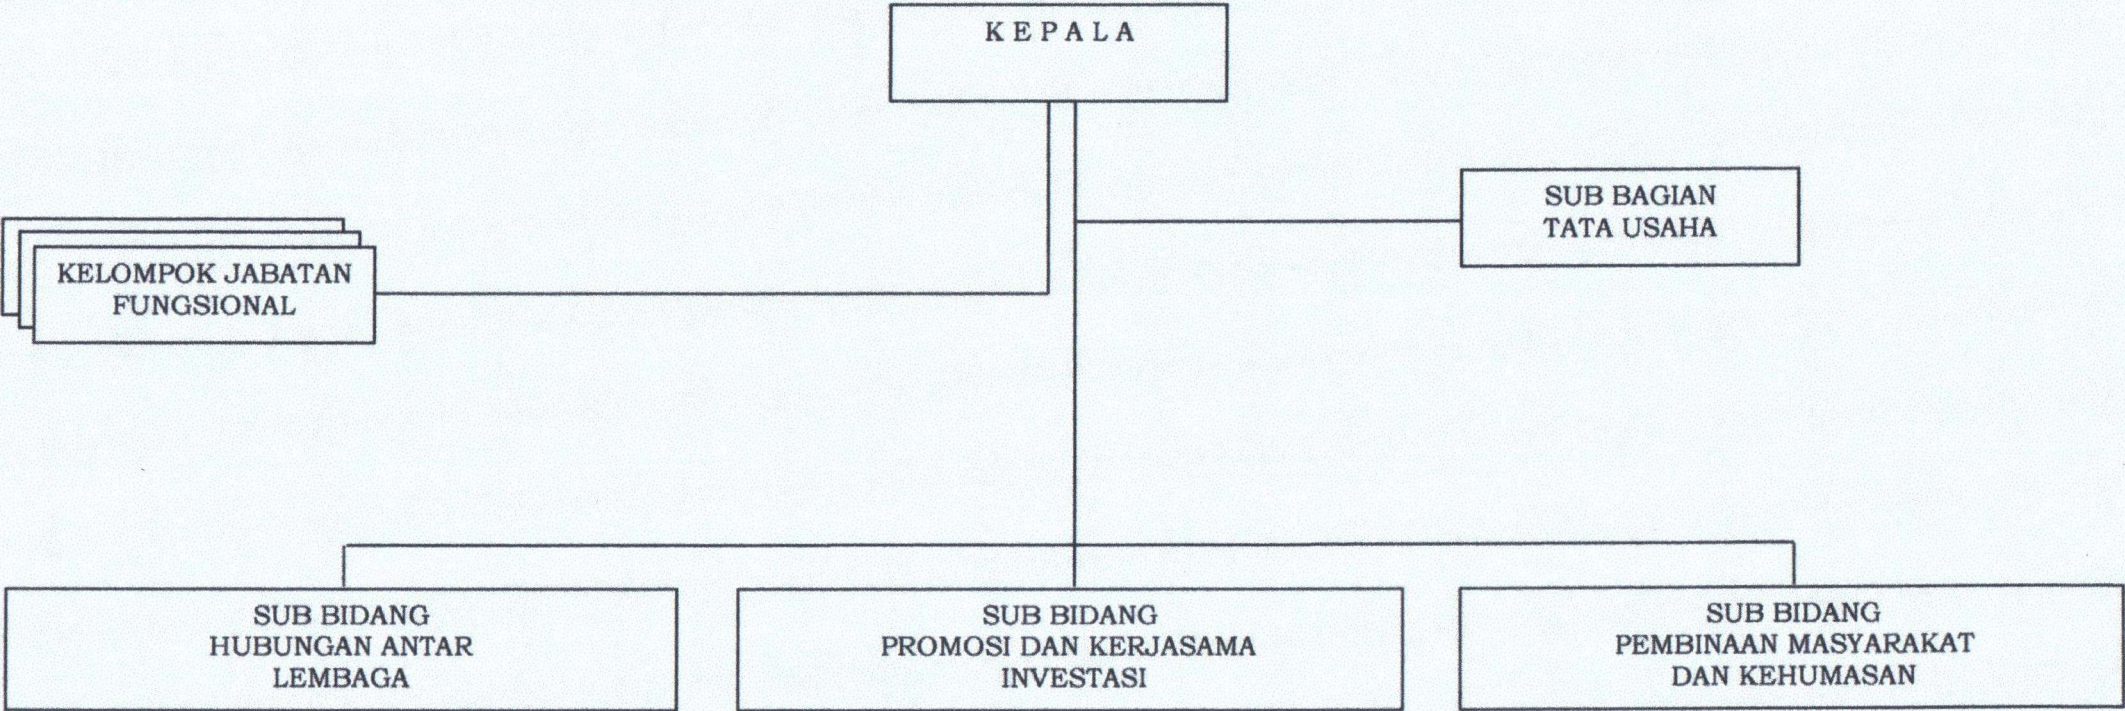 K E P A L A
SUB BAGIAN
TATA USAHA
KELOMPOK JABATAN
FUNGSIONAL
SUB BIDANG
HUBUNGAN ANTAR
LEMBAGA
SUB BIDANG
PROMOSI DAN KERJASAMA
INVESTASI
SUB BIDANG
PEMBINAAN MASYARAKAT
DAN KEHUMASAN